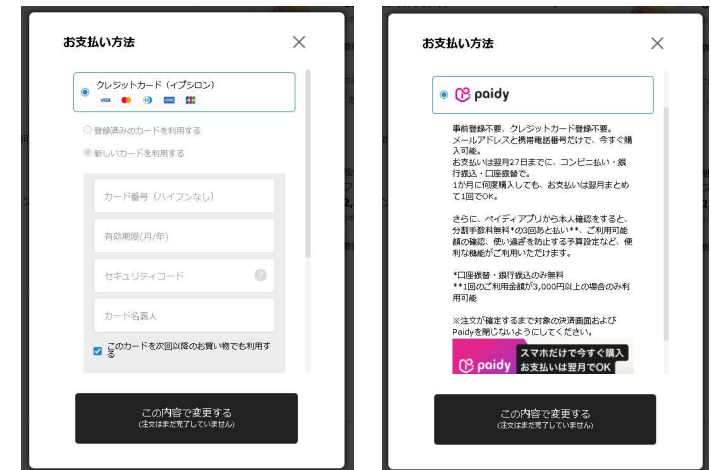 お支払い方法
クレジットカード（イプシロン）
VISA
登録済みのカードを利用する
新しいカードを利用する
カード番号（ハイフンなし）
有効期限(月/年)
セキュリティコード
?
カード名義人
このカードを次回以降のお買い物でも利用す
る
この内容で変更する
(注文はまだ完了していません)
お支払い方法
paidy
事前登録不要、クレジットカード登録不要。
メールアドレスと携帯電話番号だけで、今すぐ購
入可能。
お支払いは翌月27日までに、コンビニ払い・銀
行振込・口座振替で。
1か月に何度購入しても、お支払いは翌月まとめ
て1回でOK。
さらに、ペイディアプリから本人確認をすると、
分割手数料無料*の3回あと払い**、ご利用可能
額の確認、使い過ぎを防止する予算設定など、便
利な機能がご利用いただけます。
*口座振替・銀行振込のみ無料
**1回のご利用金額が3,000円以上の場合のみ利
用可能
※注文が確定するまで対象の決済画面および
Paidyを閉じないようにしてください。
paidy
スマホだけで今すぐ購入
お支払いは翌月でOK
この内容で変更する
(注文はまだ完了していません)